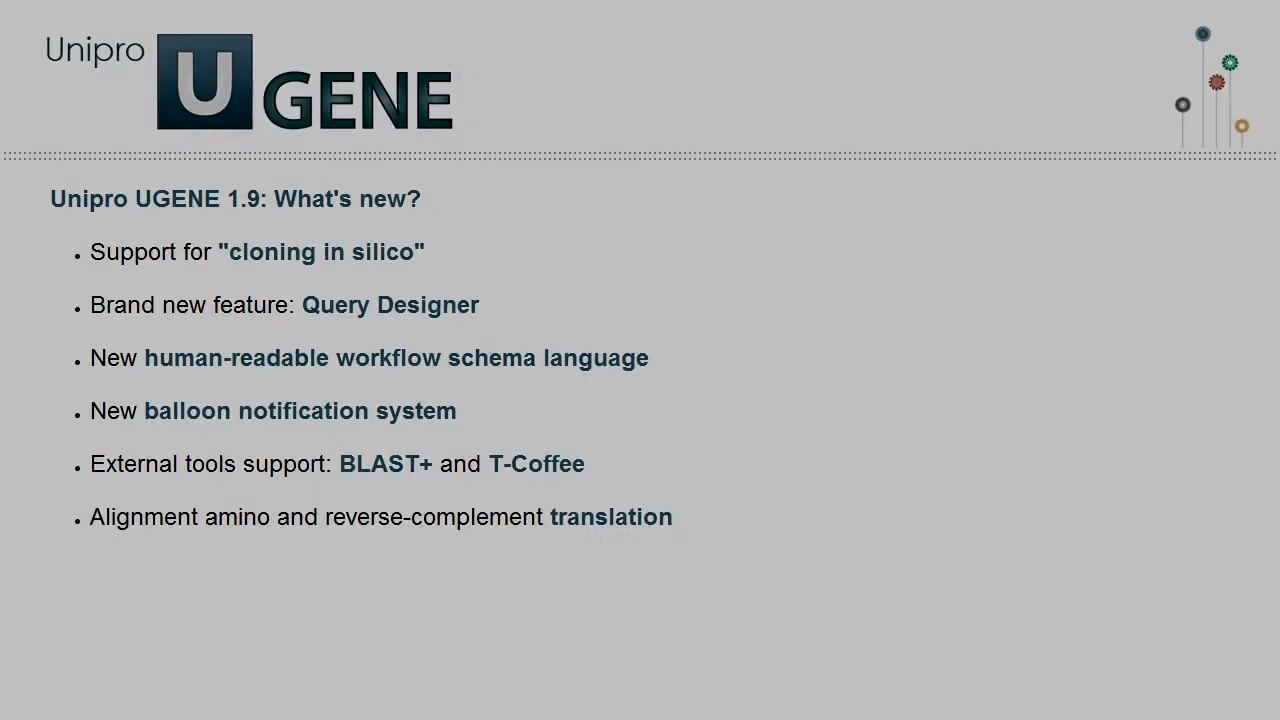 Unipro
UGENE
Unipro UGENE 1.9: What's new?
• Support for "cloning in silico"
• Brand new feature: Query Designer
• New human-readable workflow schema language
• New balloon notification system
• External tools support: BLAST+ and T-Coffee
• Alignment amino and reverse-complement translation